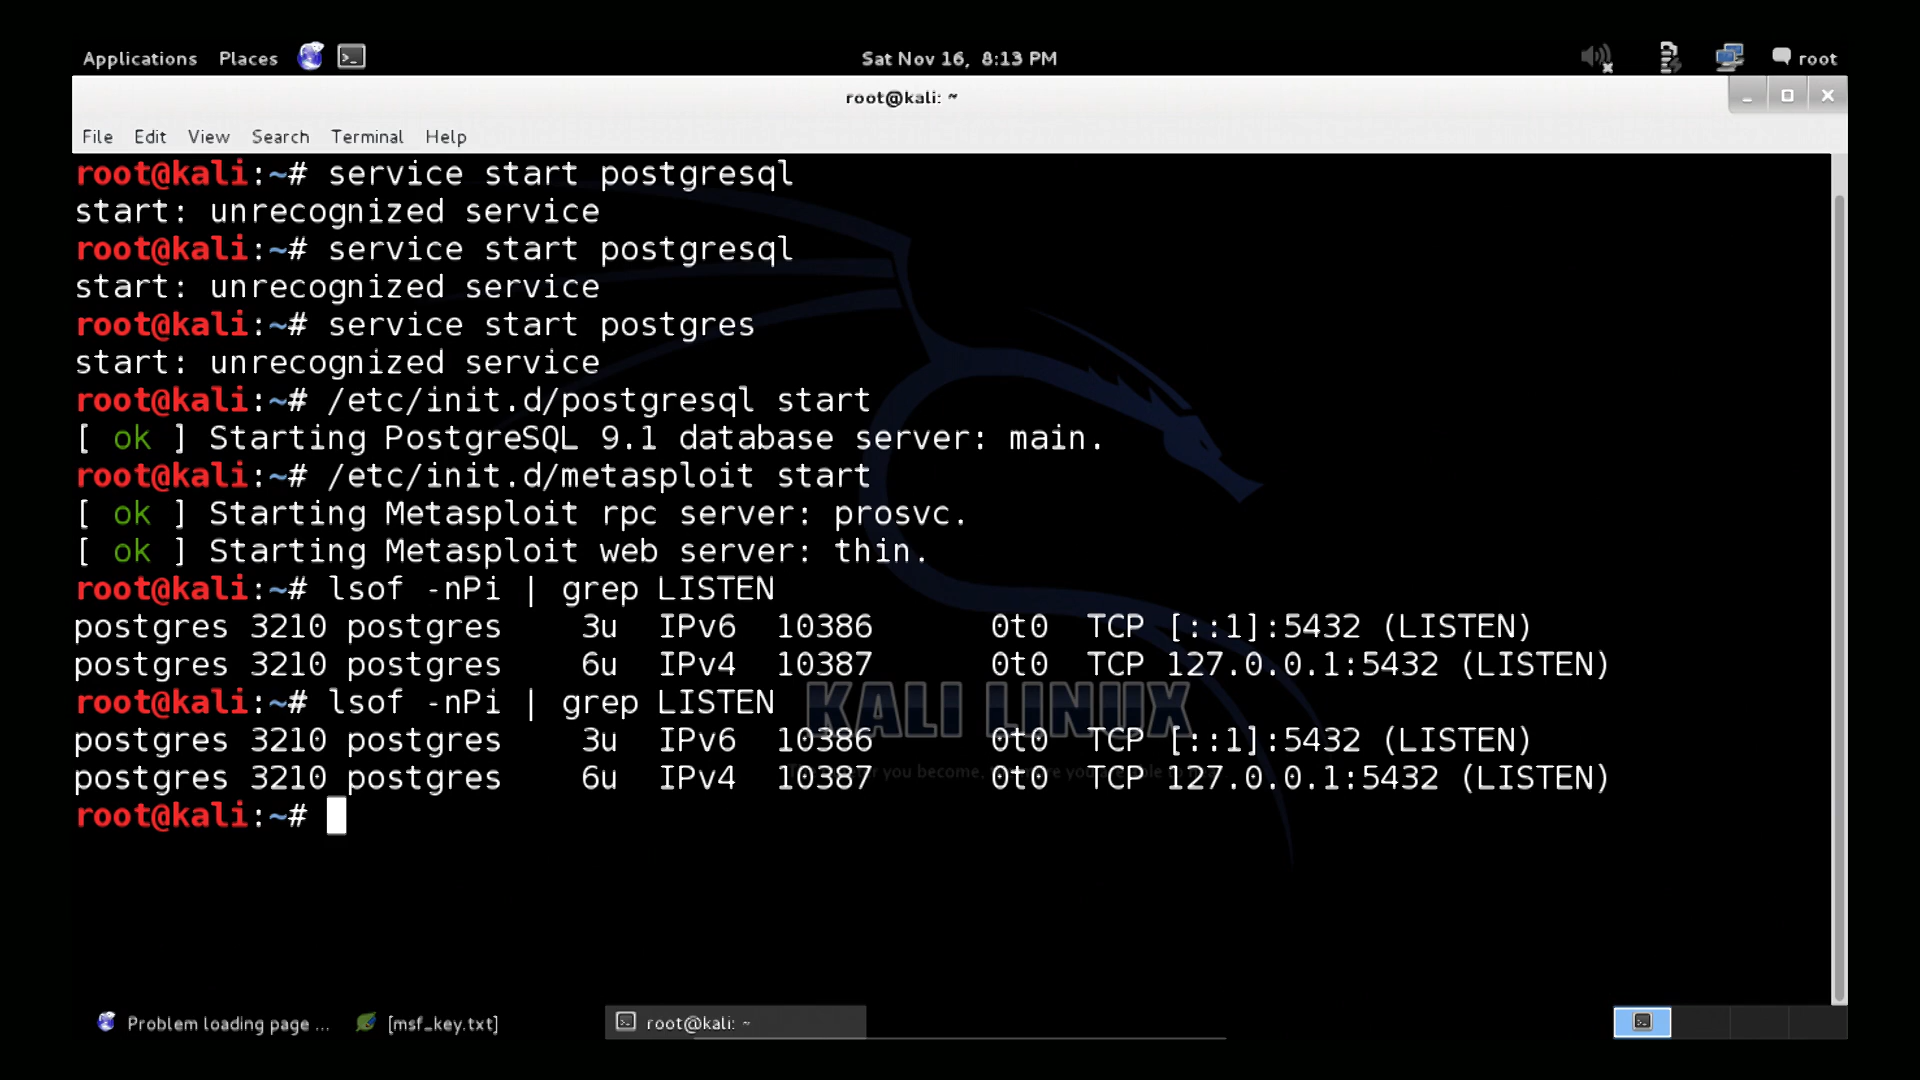 Applications Places Sat Nov 16, 8:13 PM root
root@kali: ~
File Edit View Search Terminal Help
root@kali:~# service start postgresql
start: unrecognized service
root@kali:~# service start postgresql
start: unrecognized service
root@kali:~# service start postgres
start: unrecognized service
root@kali:~# /etc/init.d/postgresql start
[ ok ] Starting PostgreSQL 9.1 database server: main.
root@kali:~# /etc/init.d/metasploit start
[ ok ] Starting Metasploit rpc server: prosvc.
[ ok ] Starting Metasploit web server: thin.
root@kali:~# lsof -nPi | grep LISTEN
postgres 3210 postgres 3u IPv6 10386 0t0 TCP [::1]:5432 (LISTEN)
postgres 3210 postgres 6u IPv4 10387 0t0 TCP 127.0.0.1:5432 (LISTEN)
root@kali:~# lsof -nPi | grep LISTEN
KALI LINUX
postgres 3210 postgres 3u IPv6 10386 0t0 TCP [::1]:5432 (LISTEN)
postgres 3210 postgres 6u IPv4 10387 0t0 TCP 127.0.0.1:5432 (LISTEN)
you become,
root@kali:~#
Problem loading page ... [msf_key.txt] root@kali: ~